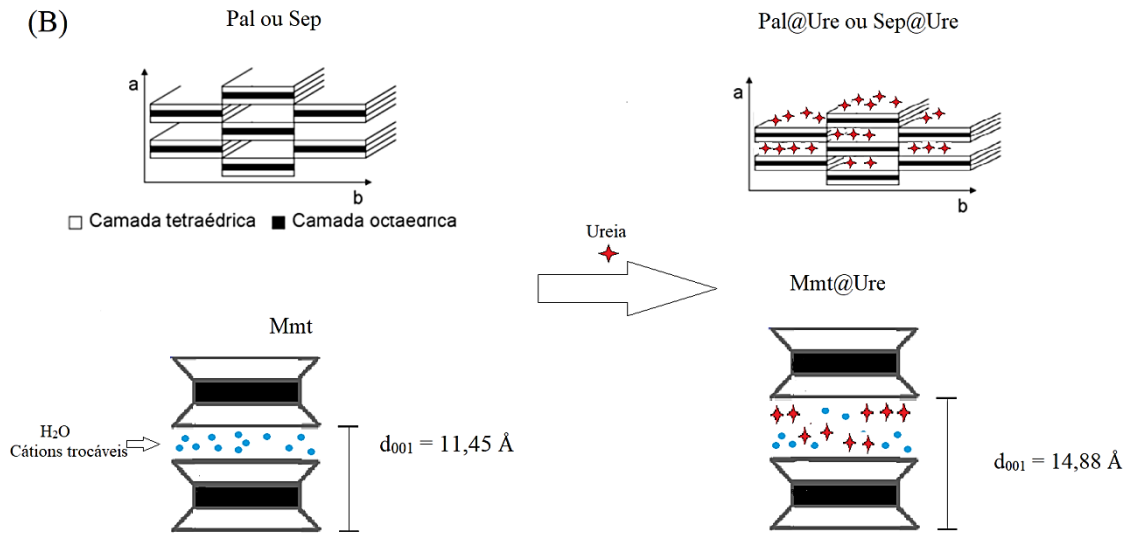 (B)
Pal ou Sep
Pal@Ure ou Sep@Ure
a
b
a
b
Camada tetraédrica
Camada octaedrica
Ureia
Mmt
Mmt@Ure
H₂O
Cátions trocáveis
d₀₀₁ = 11,45 Å
d₀₀₁ = 14,88 Å